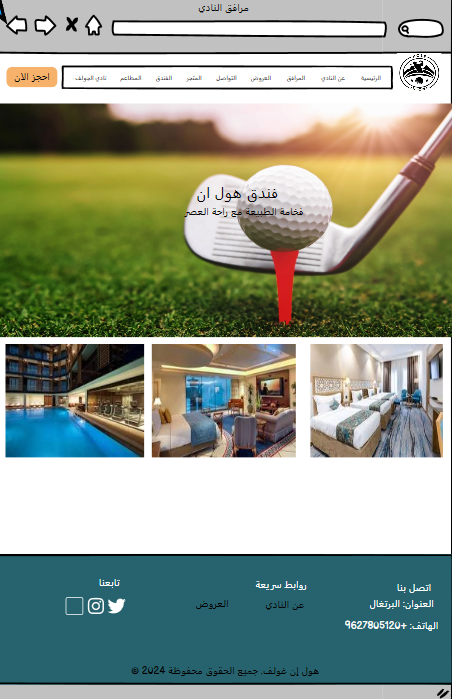 مرافق النادي
الرئيسية عن النادي المرافق العروض التواصل المتجر الفندق المطاعم نادي الجولف
احجز الآن
فندق هول ان
فخامة الطبيعة مع راحة العصر
اتصل بنا
العنوان: البرتغال
الهاتف: +9627805120
روابط سريعة
عن النادي العروض
تابعنا
هول إن غولف. جميع الحقوق محفوظة 2024 ©